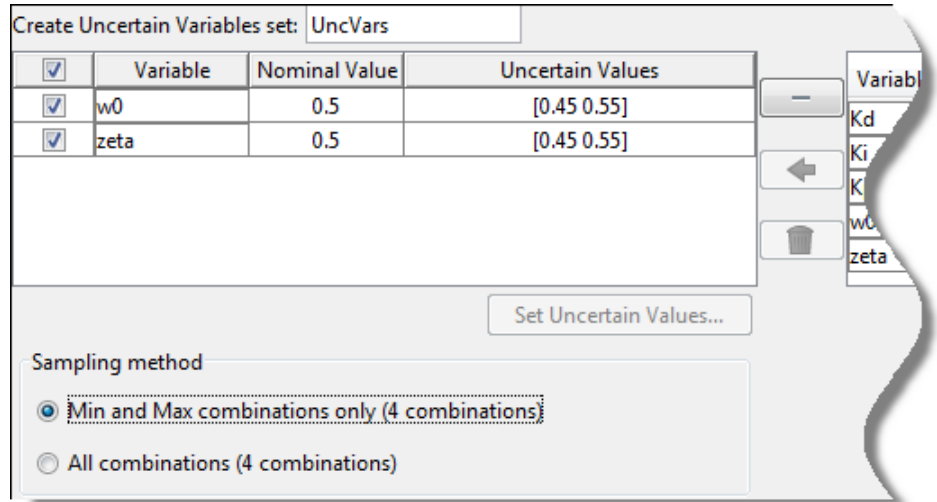 Create Uncertain Variables set: UncVars
Variable Nominal Value Uncertain Values
w0 0.5 [0.45 0.55]
zeta 0.5 [0.45 0.55]
Kd
Ki
w0
zeta
Set Uncertain Values...
Sampling method
Min and Max combinations only (4 combinations)
All combinations (4 combinations)